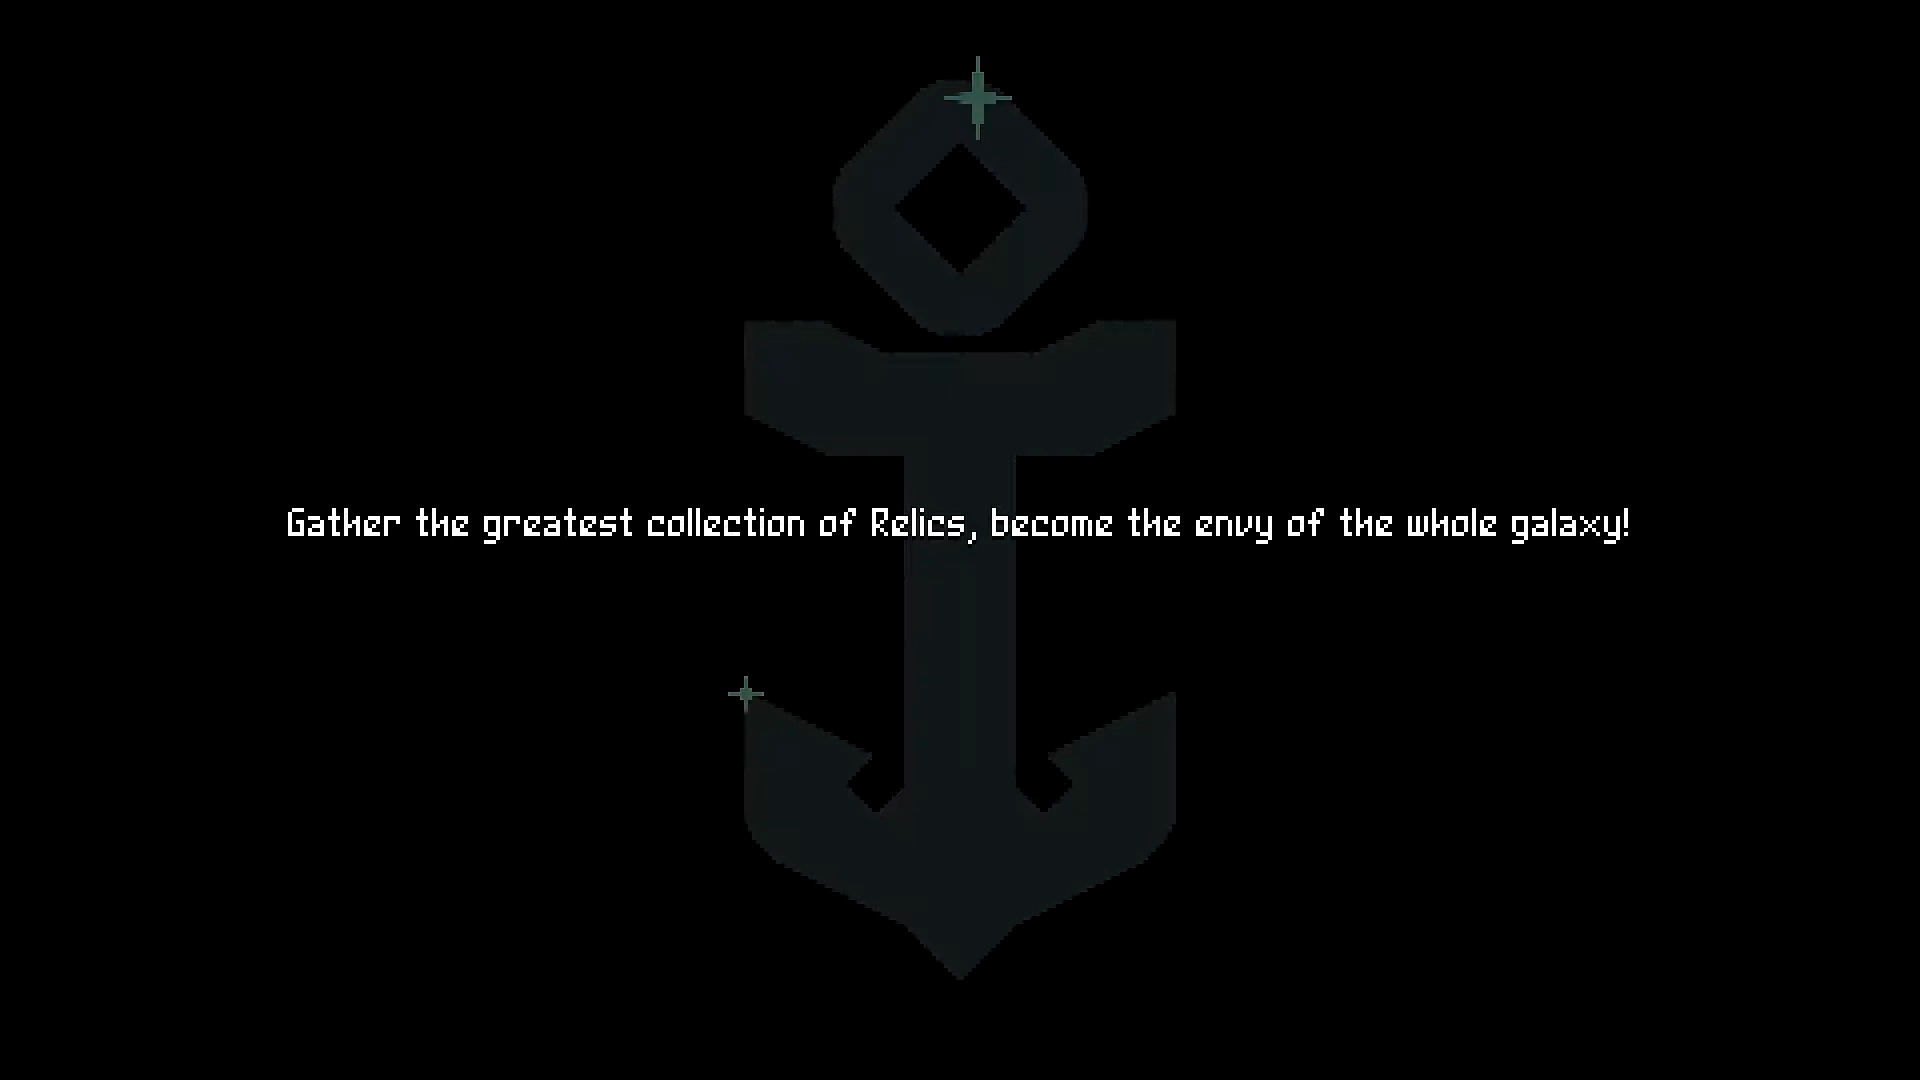 Gather the greatest collection of Relics, become the envy of the whole galaxy!